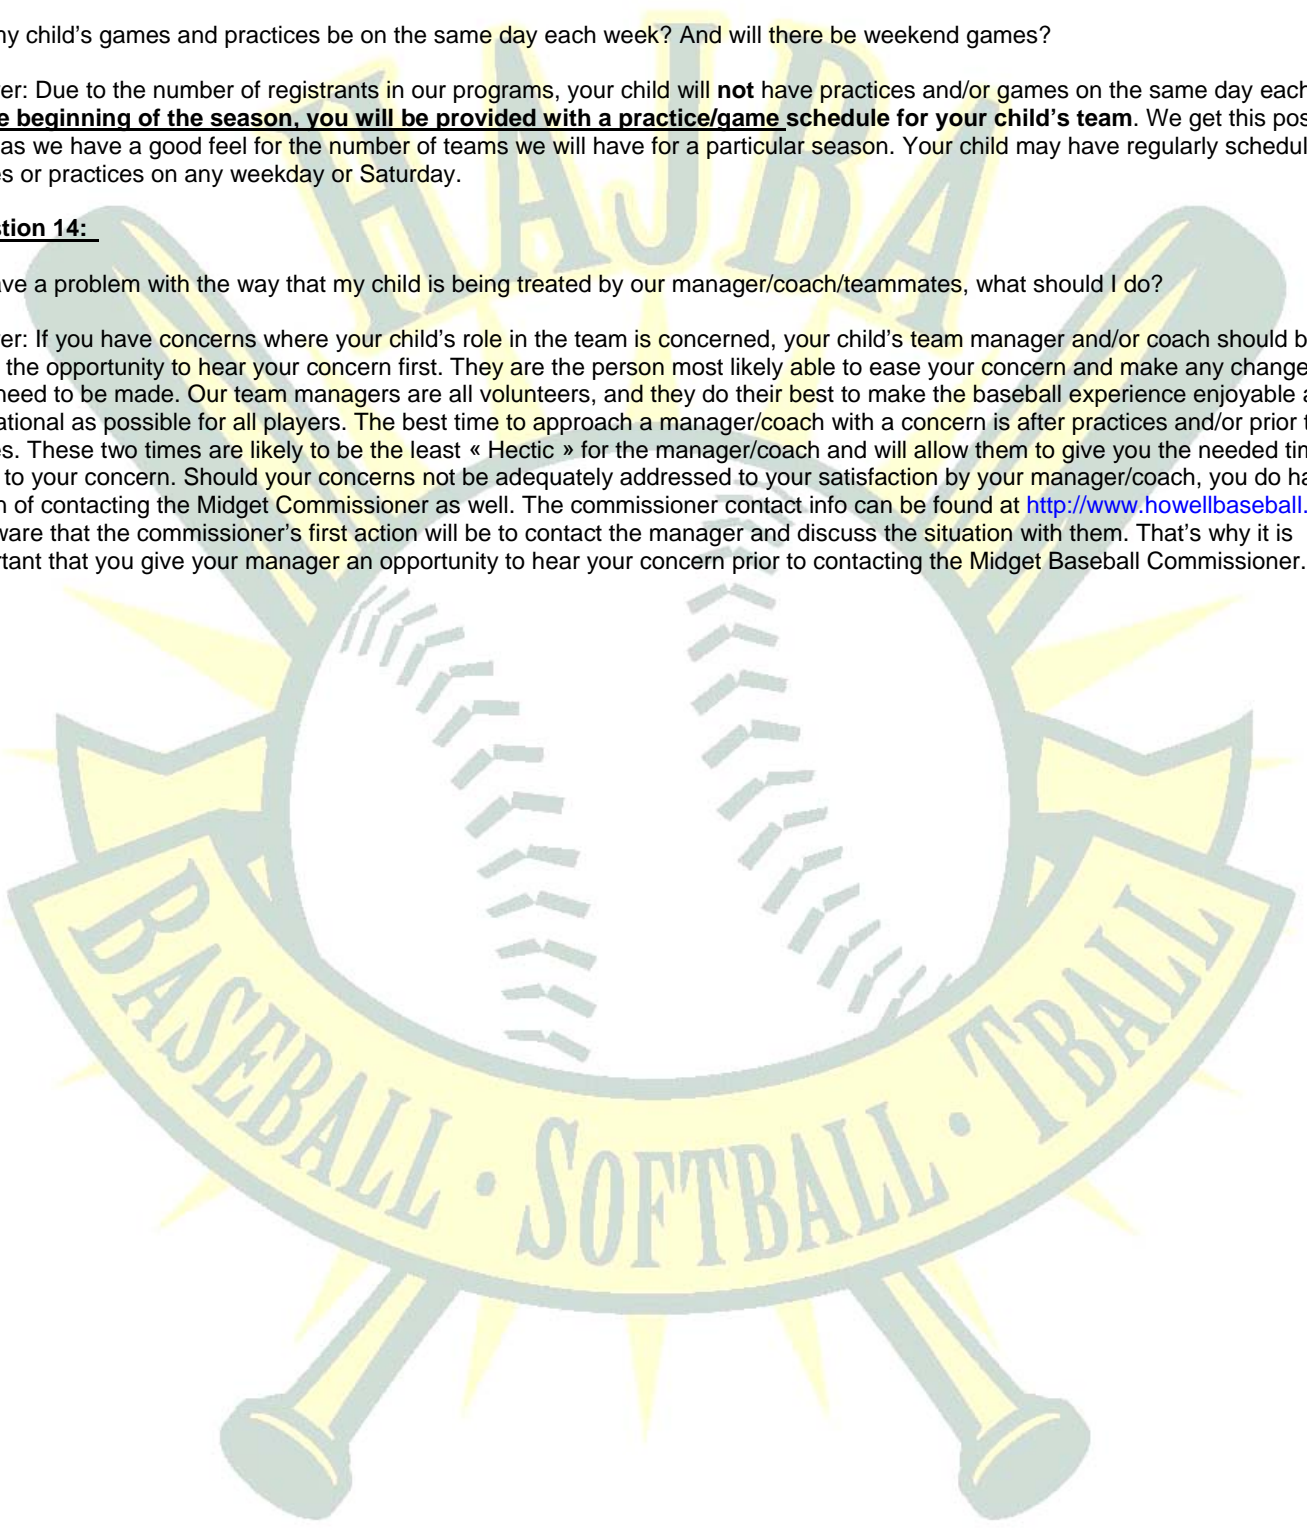 ny child's games and practices be on the same day each week? And will there be weekend games?
er: Due to the number of registrants in our programs, your child will not have practices and/or games on the same day each
e beginning of the season, you will be provided with a practice/game schedule for your child's team. We get this pos
as we have a good feel for the number of teams we will have for a particular season. Your child may have regularly schedul
es or practices on any weekday or Saturday.
tion 14:
ave a problem with the way that my child is being treated by our manager/coach/teammates, what should I do?
er: If you have concerns where your child's role in the team is concerned, your child's team manager and/or coach should b
the opportunity to hear your concern first. They are the person most likely able to ease your concern and make any change
need to be made. Our team managers are all volunteers, and they do their best to make the baseball experience enjoyable a
ational as possible for all players. The best time to approach a manager/coach with a concern is after practices and/or prior t
es. These two times are likely to be the least « Hectic » for the manager/coach and will allow them to give you the needed tim
to your concern. Should your concerns not be adequately addressed to your satisfaction by your manager/coach, you do ha
n of contacting the Midget Commissioner as well. The commissioner contact info can be found at http://www.howellbaseball.
ware that the commissioner's first action will be to contact the manager and discuss the situation with them. That's why it is
rtant that you give your manager an opportunity to hear your concern prior to contacting the Midget Baseball Commissioner.
HAJBA
BASEBALL · SOFTBALL · TBALL